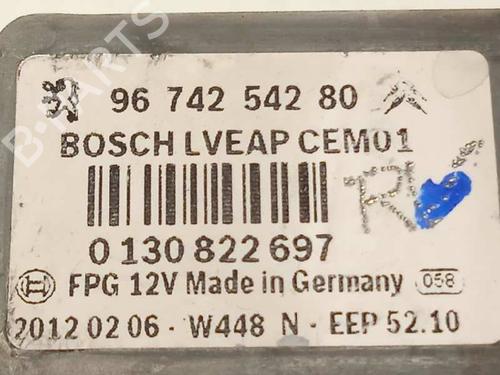 96 742 542 80
BOSCH LVEAP CEM01
0 130 822 697
FPG 12V Made in Germany 058
2012 02 06 - W448 N - EEP 52.10
B-PARTS